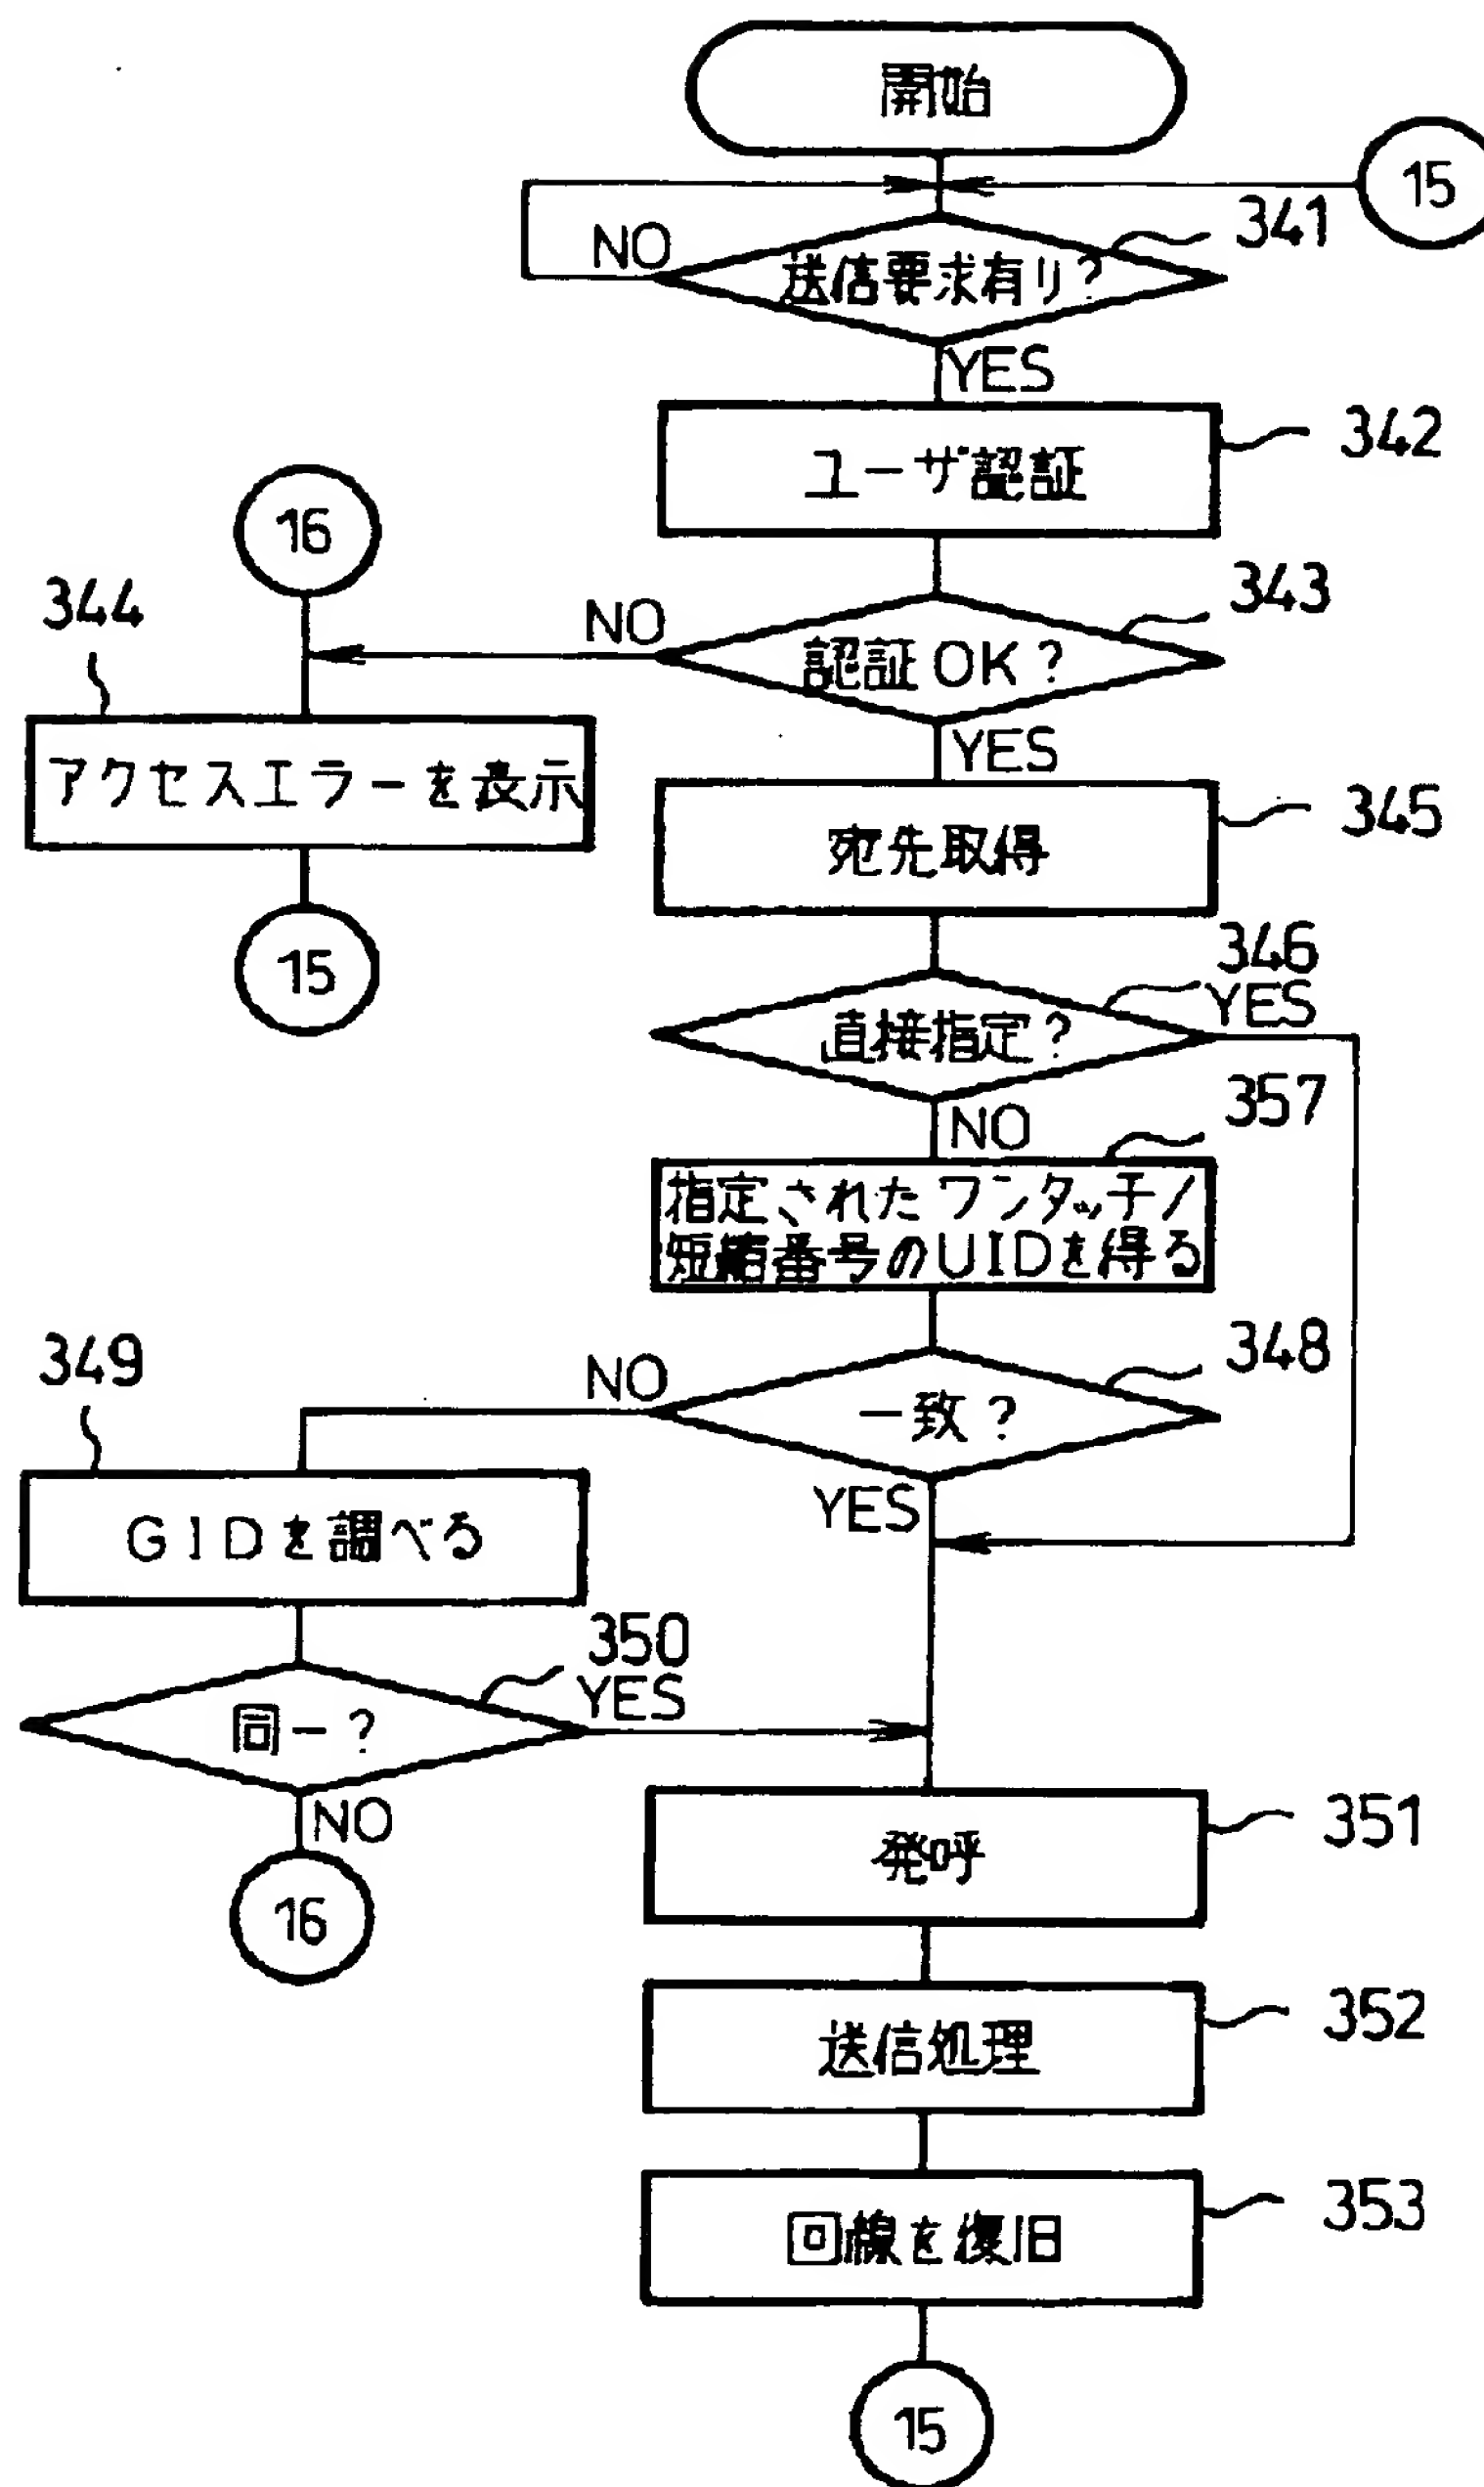 開始
15
341
NO
送信要求有り？
YES
342
ユーザ認証
16
343
344
NO
認証OK？
YES
アクセスエラーを表示
345
宛先取得
15
346
YES
直接指定？
357
NO
指定されたワンタッチ/
短縮番号のUIDを得る
348
349
NO
一致？
YES
GIDを調べる
350
YES
同一？
NO
351
発呼
16
352
送信処理
353
回線を復旧
15